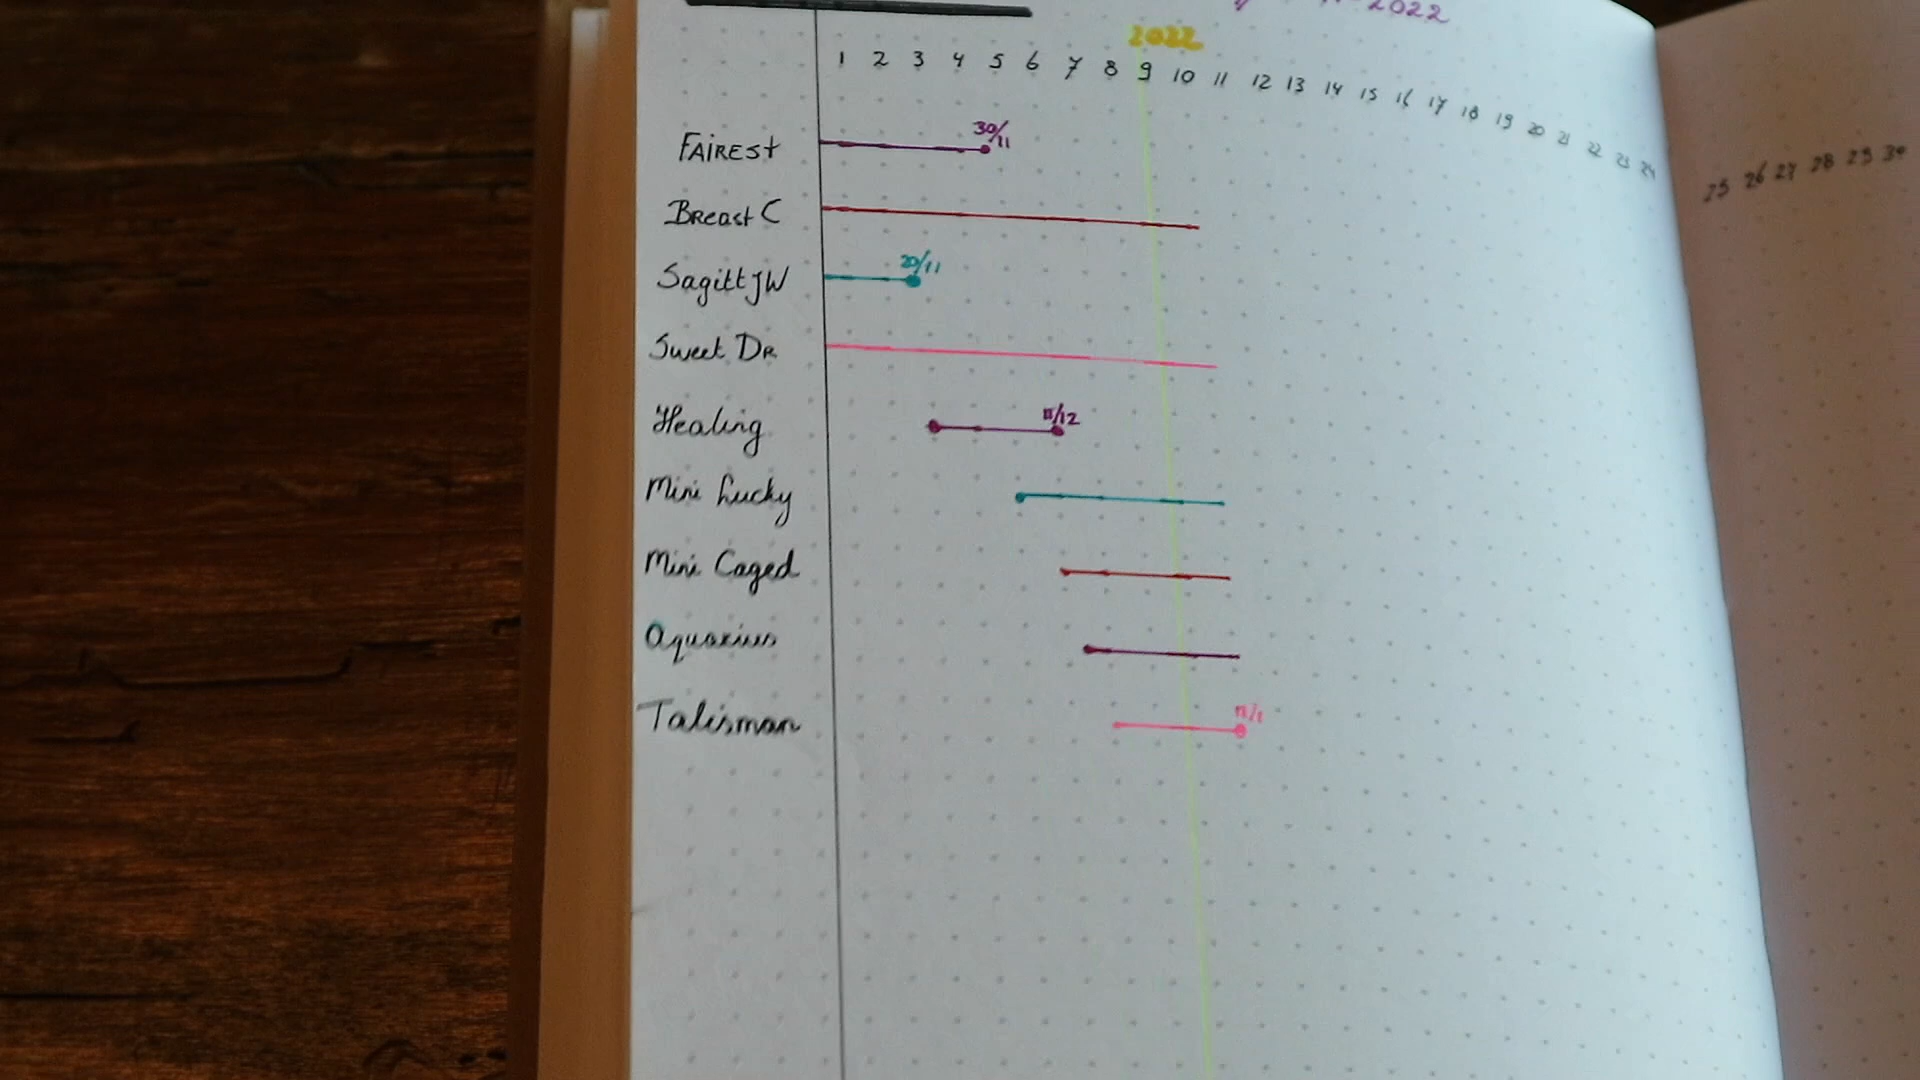 2022
2022
1 2 3 4 5 6 7 8 9 10 11 12 13 14 15 16 17 18 19 20 21 22 23 24
25 26 27 28 29 30
FAIREST 30/11
Breast C
Sagitt JW 20/11
Sweet DR
Healing 11/12
Mini Lucky
Mini Caged
Aquarius
Talisman